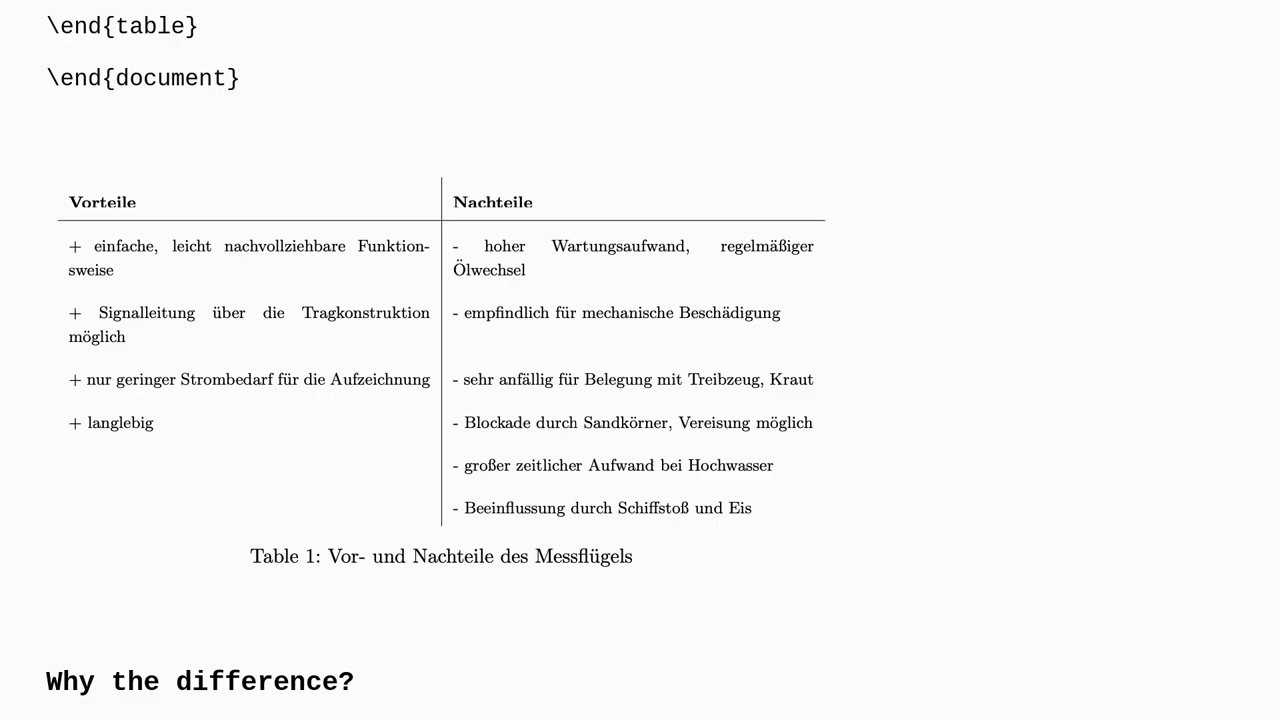 \end{table}
\end{document}
Vorteile Nachteile
+ einfache, leicht nachvollziehbare Funktion- - hoher Wartungsaufwand, regelmäßiger
sweise Ölwechsel
+ Signalleitung über die Tragkonstruktion - empfindlich für mechanische Beschädigung
möglich
+ nur geringer Strombedarf für die Aufzeichnung - sehr anfällig für Belegung mit Treibzeug, Kraut
+ langlebig - Blockade durch Sandkörner, Vereisung möglich
- großer zeitlicher Aufwand bei Hochwasser
- Beeinflussung durch Schiffstoß und Eis
Table 1: Vor- und Nachteile des Messflügels
Why the difference?